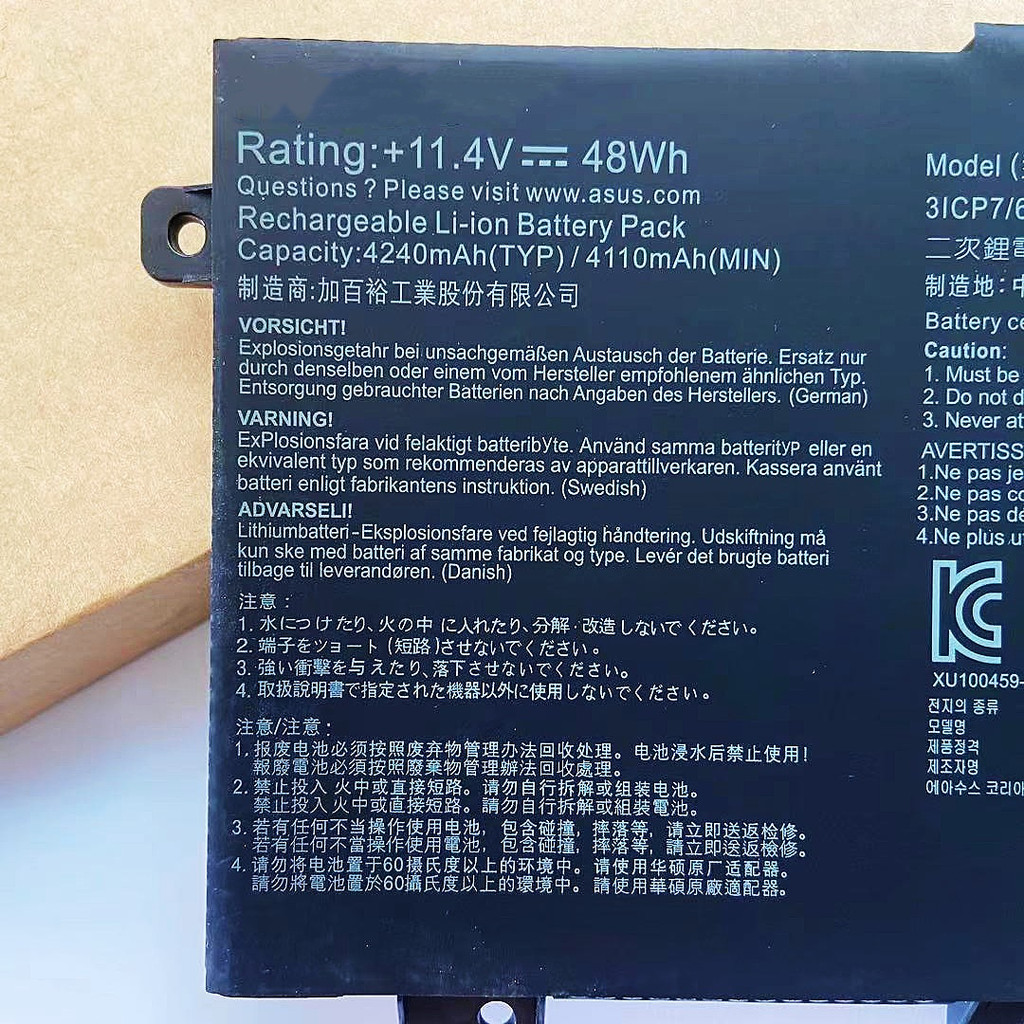 Rating:+11.4V⎓ 48Wh
Questions ? Please visit www.asus.com
Rechargeable Li-ion Battery Pack
Capacity:4240mAh(TYP) / 4110mAh(MIN)
制造商:加百裕工業股份有限公司
VORSICHT!
Explosionsgetahr bei unsachgemäßen Austausch der Batterie. Ersatz nur
durch denselben oder einem vom Hersteller empfohlenem ähnlichen Typ.
Entsorgung gebrauchter Batterien nach Angaben des Herstellers. (German)
VARNING!
ExPlosionsfara vid felaktigt batteribyte. Använd samma batterityp eller en
ekvivalent typ som rekommenderas av apparattillverkaren. Kassera använt
batteri enligt fabrikantens instruktion. (Swedish)
ADVARSELI!
Lithiumbatteri-Eksplosionsfare ved fejlagtig håndtering. Udskiftning må
kun ske med batteri af samme fabrikat og type. Levér det brugte batteri
tilbage til leverandøren. (Danish)
注意：
1. 水につけたり、火の中に入れたり、分解·改造しないでください。
2. 端子をツョート (短路)させないでください。
3. 強い衝擊を与えたり、落下させないでください。
4. 取扱説明書で指定された機器以外に使用しないでください。
注意/注意：
1. 报废电池必须按照废弃物管理办法回收处理。电池浸水后禁止使用！
報廢電池必須按照廢棄物管理辦法回收處理。
2. 禁止投入火中或直接短路。请勿自行拆解或组装电池。
禁止投入火中或直接短路。請勿自行拆解或組裝電池。
3. 若有任何不当操作使用电池，包含碰撞，摔落等，请立即送返检修。
若有任何不當操作使用電池，包含碰撞，摔落等，請立即送返檢修。
4. 请勿将电池置于60摄氏度以上的环境中。请使用华硕原厂适配器。
請勿將電池置於60攝氏度以上的環境中。請使用華碩原廠適配器。
Model (
3ICP7/6
二次鋰電
制造地: 中
Battery ce
Caution:
1. Must be
2. Do not d
3. Never at
AVERTISS
1.Ne pas je
2.Ne pas co
3.Ne pas dé
4.Ne plus ut
KC
XU100459-
전지의 종류
모델명
제품정격
제조자명
에아수스 코리아